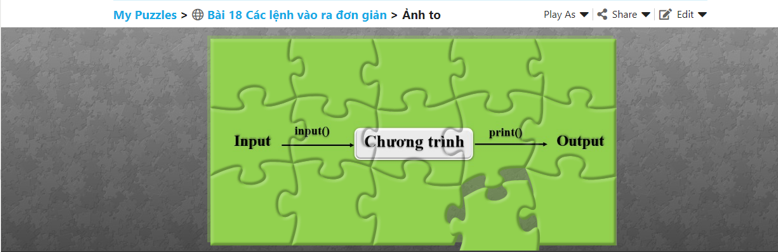 My Puzzles > Bài 18 Các lệnh vào ra đơn giản > Ảnh to
Play As Share Edit
Input input() Chương trình print() Output